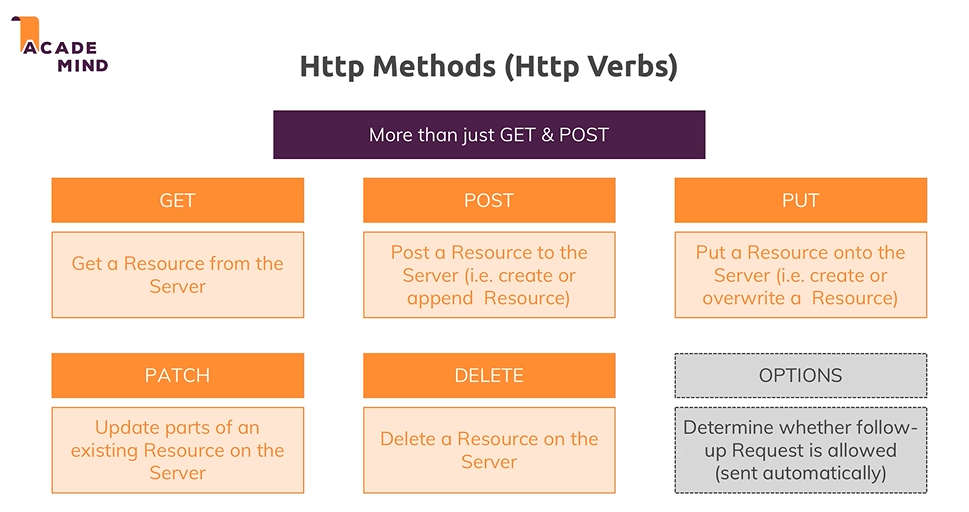 ACADE
MIND
Http Methods (Http Verbs)
More than just GET & POST
GET
Get a Resource from the
Server
POST
Post a Resource to the
Server (i.e. create or
append Resource)
PUT
Put a Resource onto the
Server (i.e. create or
overwrite a Resource)
PATCH
Update parts of an
existing Resource on the
Server
DELETE
Delete a Resource on the
Server
OPTIONS
Determine whether follow-
up Request is allowed
(sent automatically)